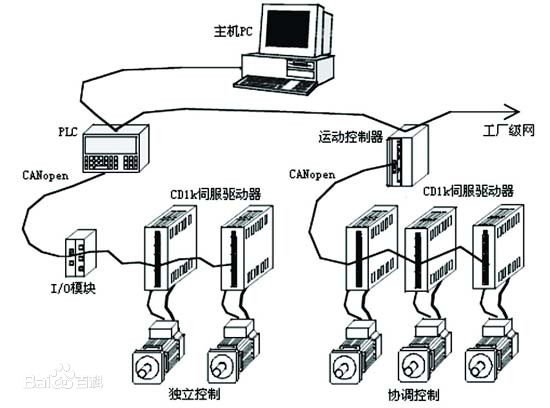 主机PC
PLC
运动控制器
工厂级网
CANopen
CANopen
CD1k伺服驱动器
CD1k伺服驱动器
I/O模块
独立控制
协调控制
Bai百科